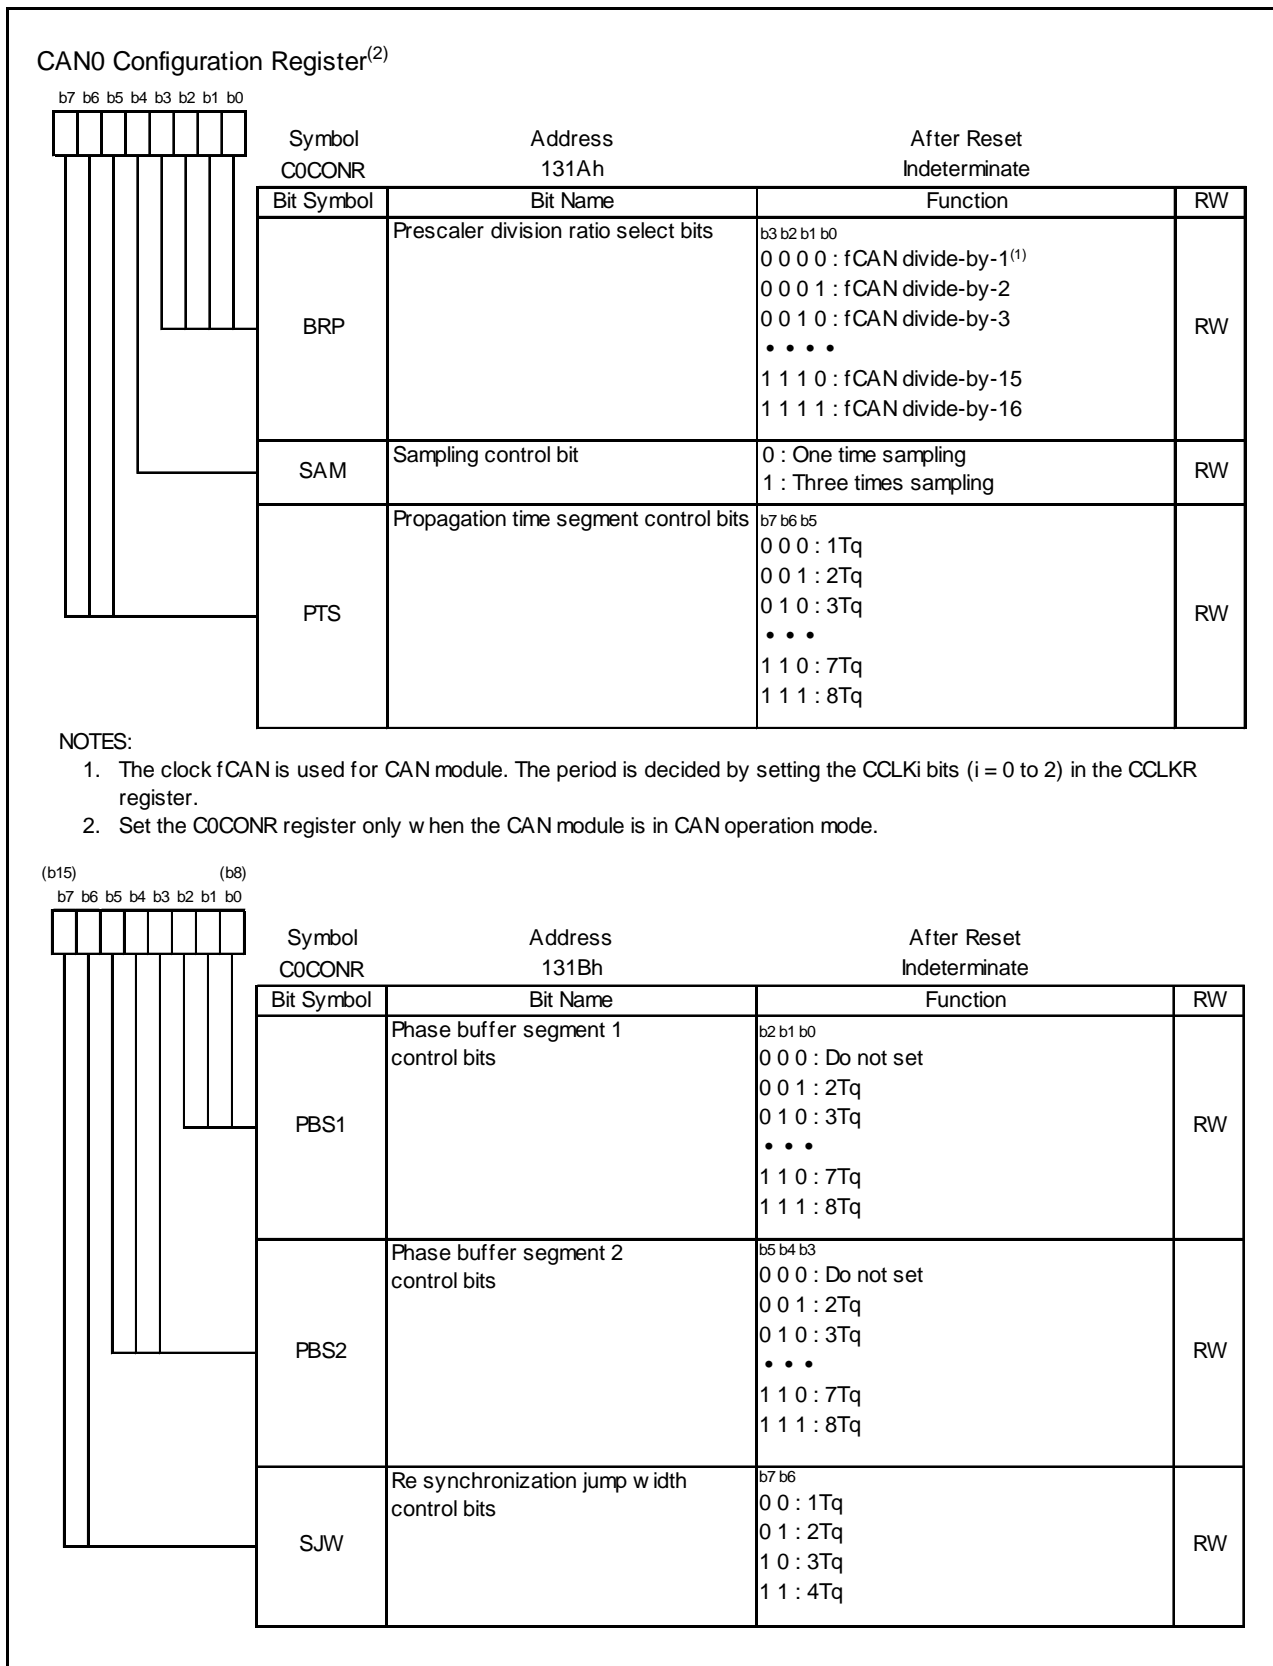 CAN0 Configuration Register(2)
b7 b6 b5 b4 b3 b2 b1 b0
Symbol Address After Reset
C0CONR 131Ah Indeterminate
Bit Symbol Bit Name Function RW
BRP Prescaler division ratio select bits b3 b2 b1 b0 RW
0 0 0 0 : fCAN divide-by-1(1)
0 0 0 1 : fCAN divide-by-2
0 0 1 0 : fCAN divide-by-3
• • • •
1 1 1 0 : fCAN divide-by-15
1 1 1 1 : fCAN divide-by-16
SAM Sampling control bit 0 : One time sampling RW
1 : Three times sampling
PTS Propagation time segment control bits b7 b6 b5 RW
0 0 0 : 1Tq
0 0 1 : 2Tq
0 1 0 : 3Tq
• • •
1 1 0 : 7Tq
1 1 1 : 8Tq
NOTES:
1. The clock fCAN is used for CAN module. The period is decided by setting the CCLKi bits (i = 0 to 2) in the CCLKR
register.
2. Set the C0CONR register only when the CAN module is in CAN operation mode.
(b15) (b8)
b7 b6 b5 b4 b3 b2 b1 b0
Symbol Address After Reset
C0CONR 131Bh Indeterminate
Bit Symbol Bit Name Function RW
PBS1 Phase buffer segment 1 b2 b1 b0 RW
control bits 0 0 0 : Do not set
0 0 1 : 2Tq
0 1 0 : 3Tq
• • •
1 1 0 : 7Tq
1 1 1 : 8Tq
PBS2 Phase buffer segment 2 b5 b4 b3 RW
control bits 0 0 0 : Do not set
0 0 1 : 2Tq
0 1 0 : 3Tq
• • •
1 1 0 : 7Tq
1 1 1 : 8Tq
SJW Re synchronization jump width b7 b6 RW
control bits 0 0 : 1Tq
0 1 : 2Tq
1 0 : 3Tq
1 1 : 4Tq